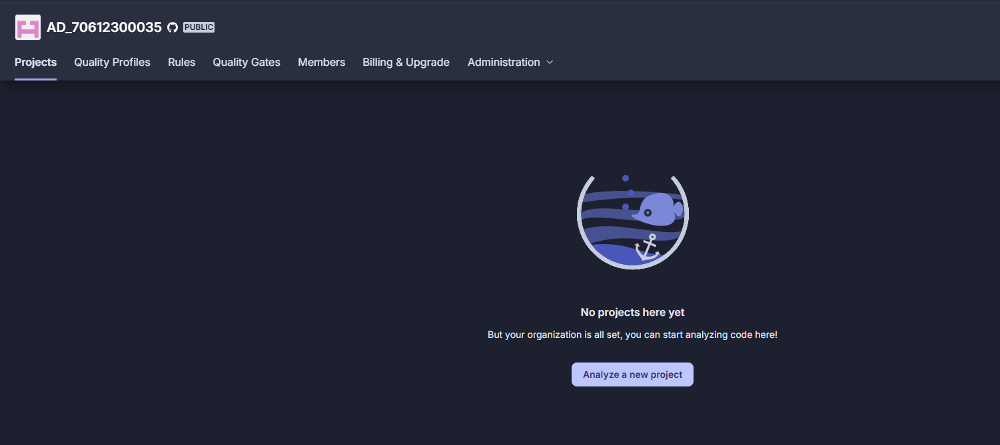 AD_70612300035 PUBLIC
Projects Quality Profiles Rules Quality Gates Members Billing & Upgrade Administration
No projects here yet
But your organization is all set, you can start analyzing code here!
Analyze a new project